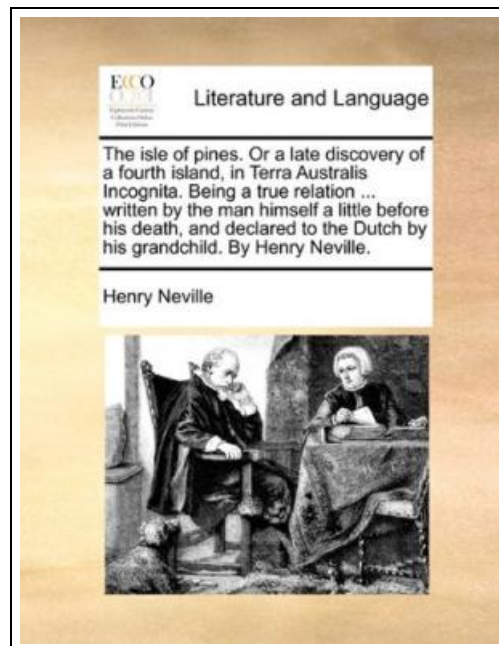 ECCO
Literature and Language
The isle of pines. Or a late discovery of
a fourth island, in Terra Australis
Incognita. Being a true relation ...
written by the man himself a little before
his death, and declared to the Dutch by
his grandchild. By Henry Neville.
Henry Neville